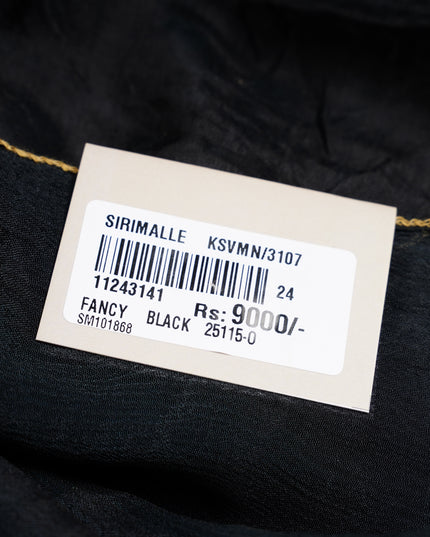 SIRIMALLE KSVMN/3107
11243141 24
FANCY Rs: 9000/-
SM101868 BLACK 25115-0